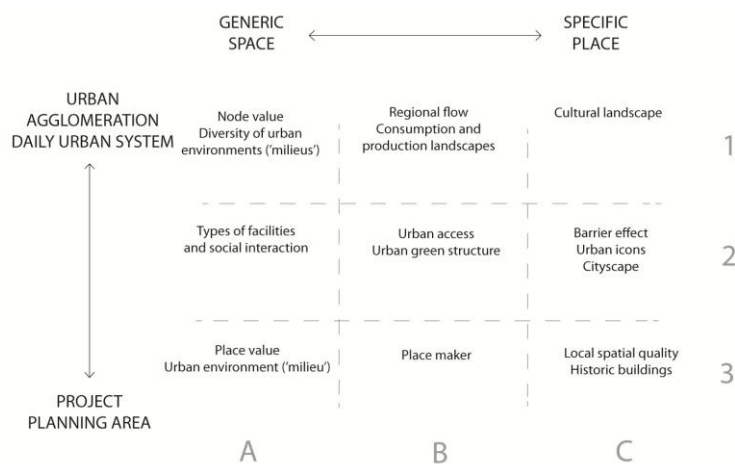 GENERIC
SPACE
SPECIFIC
PLACE
URBAN
AGGLOMERATION
DAILY URBAN SYSTEM
Node value
Diversity of urban
environments ('milieus')
Regional flow
Consumption and
production landscapes
Cultural landscape
1
Types of facilities
and social interaction
Urban access
Urban green structure
Barrier effect
Urban icons
Cityscape
2
Place value
Urban environment ('milieu')
Place maker
Local spatial quality
Historic buildings
3
PROJECT
PLANNING AREA
A
B
C